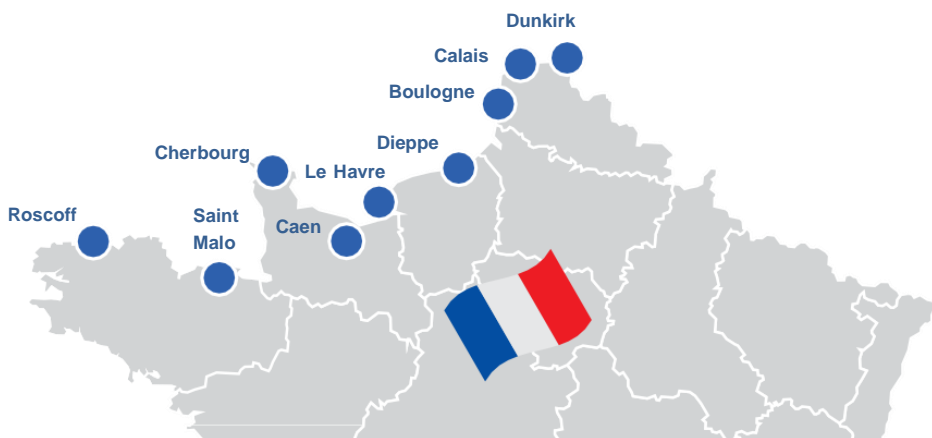 Dunkirk
Calais
Boulogne
Dieppe
Cherbourg
Le Havre
Roscoff
Saint
Malo
Caen